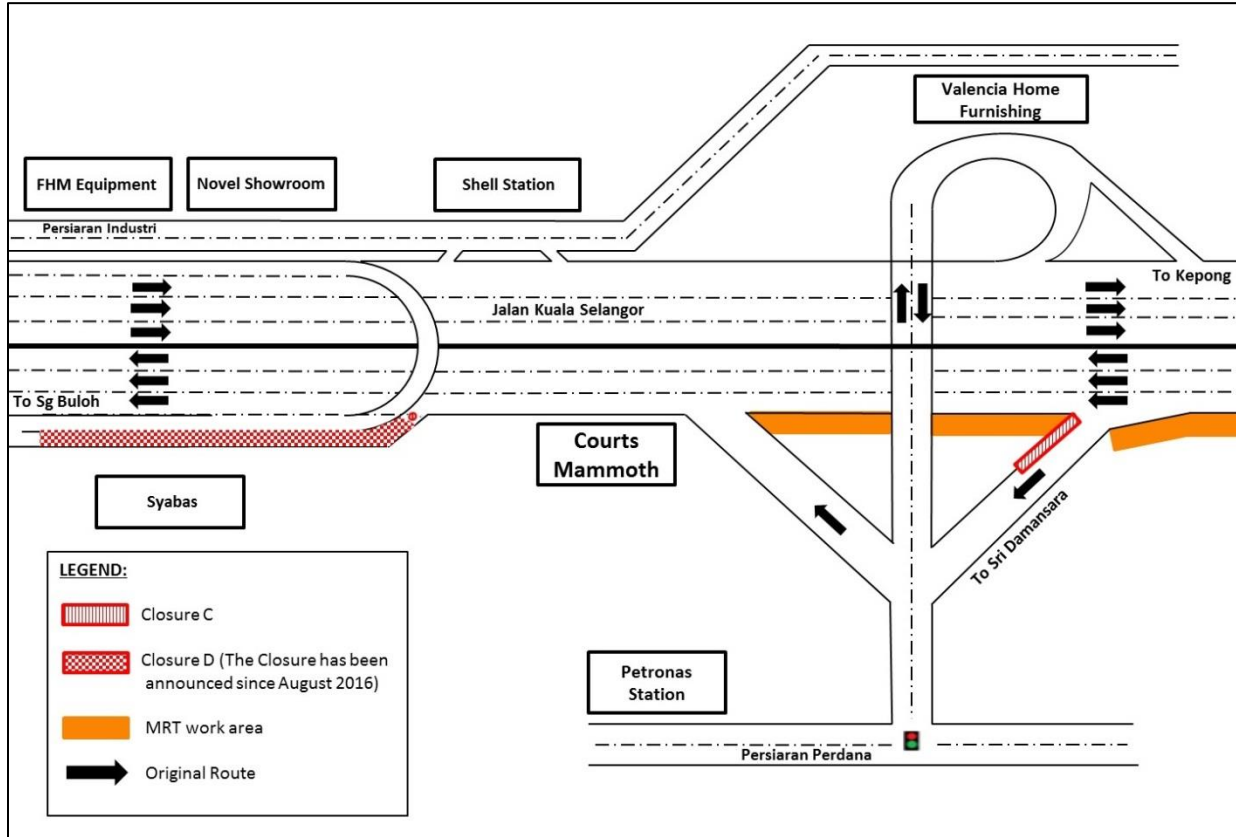 Valencia Home
Furnishing
FHM Equipment
Novel Showroom
Shell Station
Persiaran Industri
To Kepong
Jalan Kuala Selangor
To Sg Buloh
Courts
Mammoth
Syabas
To Sri Damansara
LEGEND:
Closure C
Closure D (The Closure has been
announced since August 2016)
MRT work area
Original Route
Petronas
Station
Persiaran Perdana